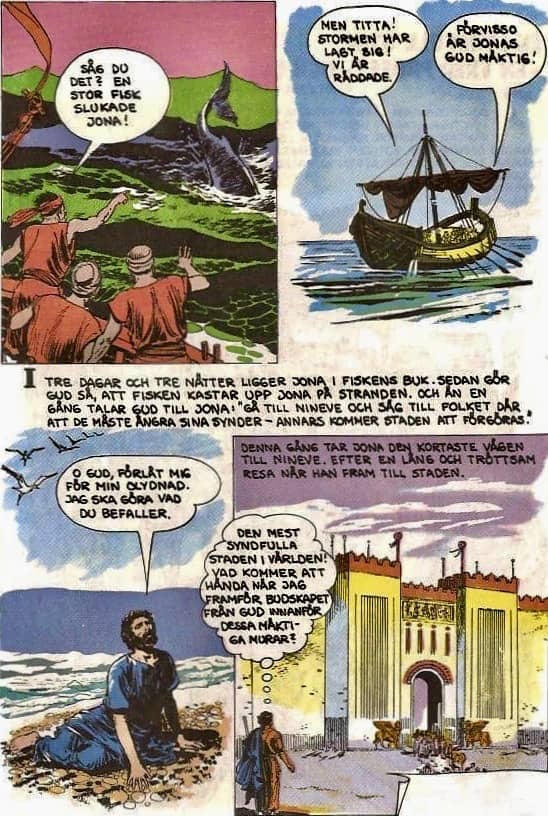 SÅG DU
DET? EN
STOR FISK
SLUKADE
JONA!
MEN TITTA!
STORMEN HAR
LAGT SIG!
VI ÄR
RÄDDADE.
FÖRVISSO
ÄR JONAS
GUD MÄKTIG!
I TRE DAGAR OCH TRE NÄTTER LIGGER JONA I FISKENS BUK. SEDAN GÖR
GUD SÅ, ATT FISKEN KASTAR UPP JONA PÅ STRANDEN. OCH ÄN EN
GÅNG TALAR GUD TILL JONA: "GÅ TILL NINEVE OCH SÄG TILL FOLKET DÄR
ATT DE MÅSTE ÅNGRA SINA SYNDER - ANNARS KOMMER STADEN ATT FÖRGÖRAS."
O GUD, FÖRLÅT MIG
FÖR MIN OLYDNAD.
JAG SKA GÖRA VAD
DU BEFALLER.
DENNA GÅNG TAR JONA DEN KORTASTE VÄGEN
TILL NINEVE. EFTER EN LÅNG OCH TRÖTTSAM
RESA NÅR HAN FRAM TILL STADEN.
DEN MEST
SYNDFULLA
STADEN I VÄRLDEN!
VAD KOMMER ATT
HÄNDA NÄR JAG
FRAMFÖR BUDSKAPET
FRÅN GUD INNANFÖR
DESSA MÄKTI-
GA MURAR?